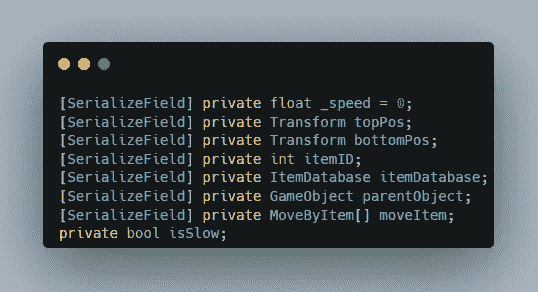 [SerializeField] private float _speed = 0;
[SerializeField] private Transform topPos;
[SerializeField] private Transform bottomPos;
[SerializeField] private int itemID;
[SerializeField] private ItemDatabase itemDatabase;
[SerializeField] private GameObject parentObject;
[SerializeField] private MoveByItem[] moveItem;
private bool isSlow;